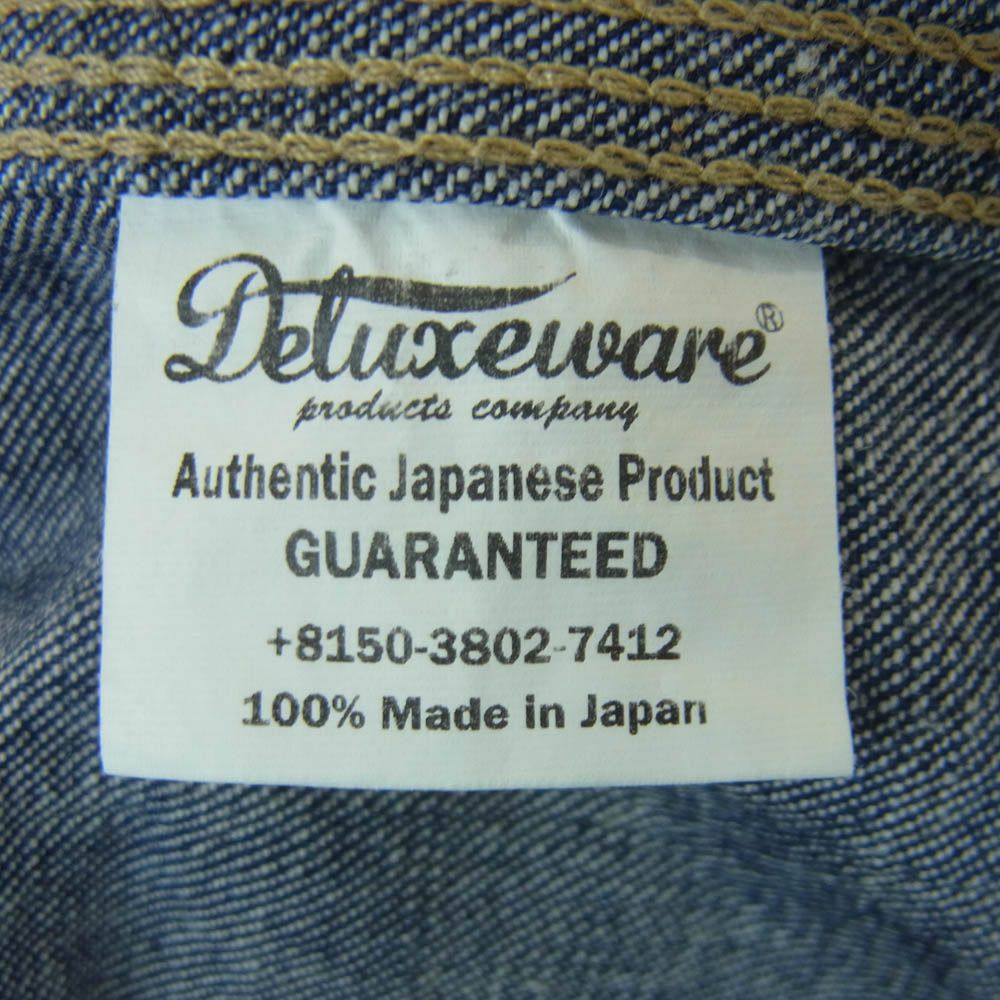 Deluxeware®
products company
Authentic Japanese Product
GUARANTEED
+8150-3802-7412
100% Made in Japan